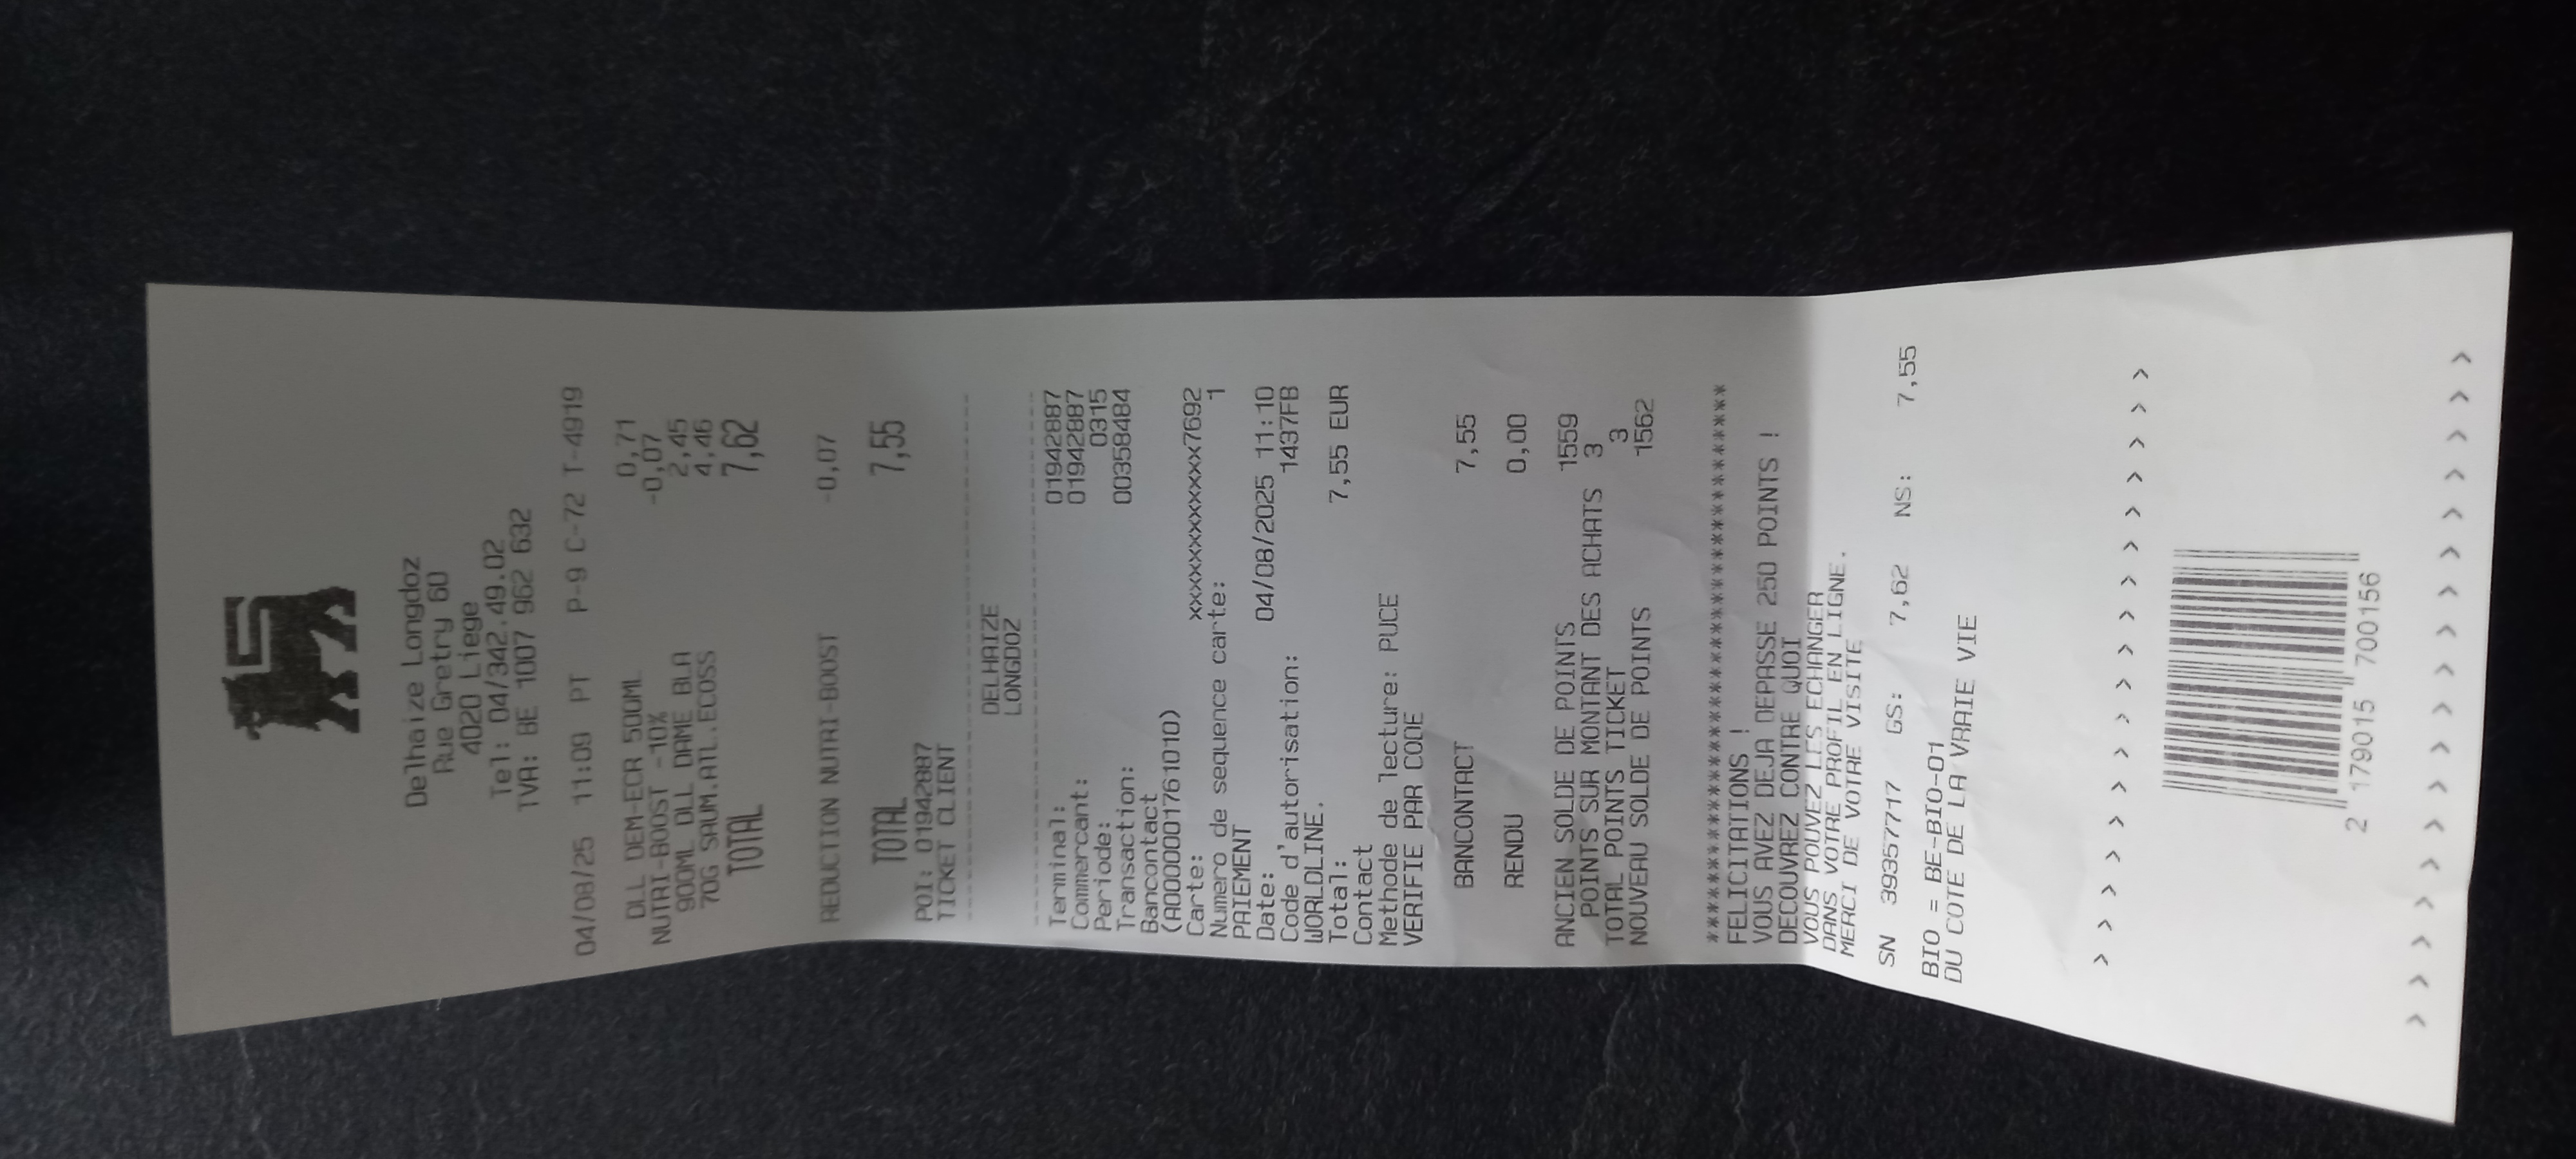 Delhaize Longdoz
Rue Gretry 60
4020 Liege
Tel: 04/342.49.02
TVA: BE 1007 962 632
04/08/25 11:09 PT P-9 C-72 T-4919
DLL DEM-ECR 500ML 0,71
NUTRI-BOOST -10% -0,07
900ML DLL DAME BLA 2,45
70G SAUM.ATL.ECOSS 4,46
TOTAL 7,62
REDUCTION NUTRI-BOOST -0,07
TOTAL 7,55
POI: 01942887
TICKET CLIENT
DELHAIZE
LONGDOZ
Terminal: 01942887
Commercant: 01942887
Periode: 0315
Transaction: 00358484
Bancontact
(A0000001761010)
Carte: xxxxxxxxxxxxx7692
Numero de sequence carte: 1
PAIEMENT
Date: 04/08/2025 11:10
Code d'autorisation: 1497FB
WORLDLINE.
Total: 7,55 EUR
Contact
Methode de lecture: PUCE
VERIFIE PAR CODE
BANCONTACT 7,55
RENDU 0,00
ANCIEN SOLDE DE POINTS 1559
POINTS SUR MONTANT DES ACHATS 3
TOTAL POINTS TICKET 3
NOUVEAU SOLDE DE POINTS 1562
****************************************
FELICITATIONS !
VOUS AVEZ DEJA DEPASSE 250 POINTS !
DECOUVREZ CONTRE QUOI
VOUS POUVEZ LES ECHANGER
DANS VOTRE PROFIL EN LIGNE.
MERCI DE VOTRE VISITE
SN 39357717 GS: 7,62 NS: 7,55
BIO = BE-BIO-01
DU COTE DE LA VRAIE VIE
> > > > > > > > > > > > > > > > > >
2 179015 700156
> > > > > > > > > > > > > > > > > >